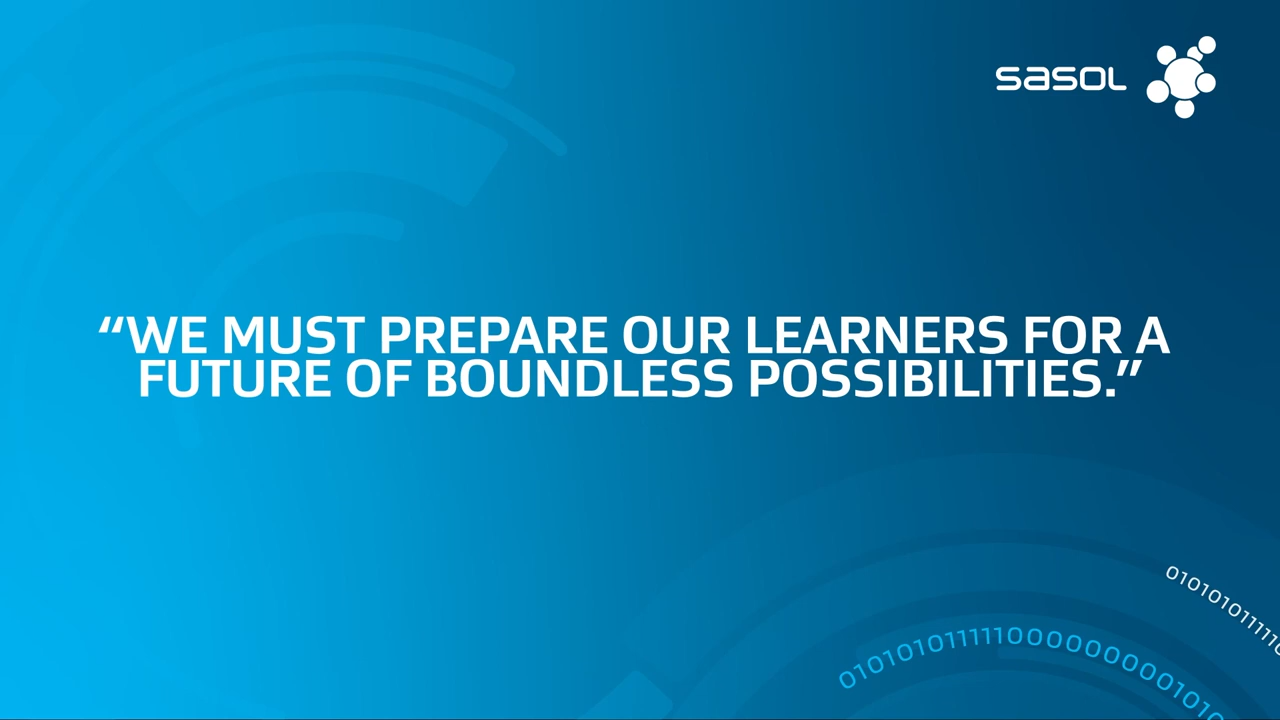 sasol
“WE MUST PREPARE OUR LEARNERS FOR A
FUTURE OF BOUNDLESS POSSIBILITIES.”